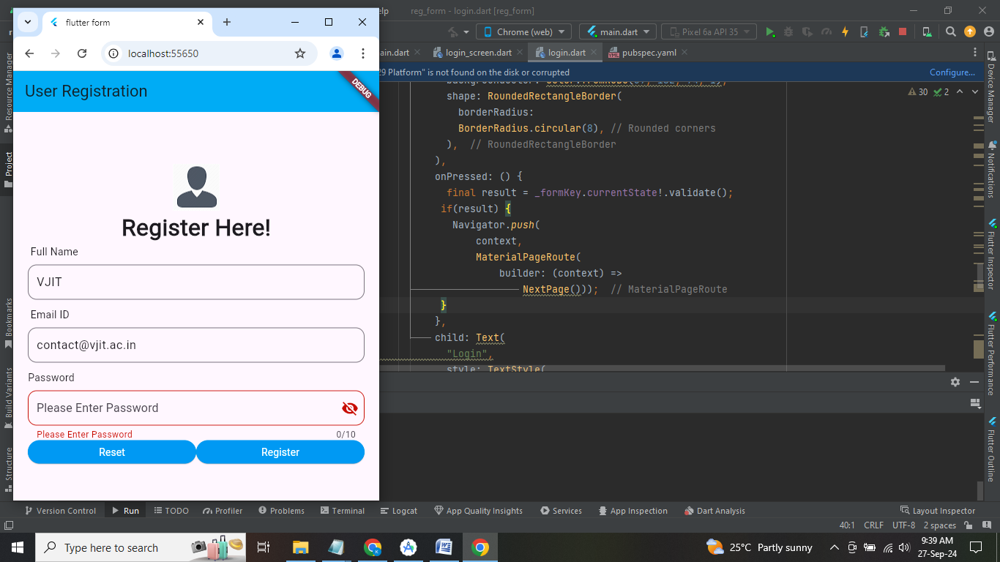 flutter form
localhost:55650
User Registration
DEBUG
Register Here!
Full Name
VJIT
Email ID
contact@vjit.ac.in
Password
Please Enter Password
Please Enter Password
0/10
Reset
Register
lp
reg_form - login.dart [reg_form]
Chrome (web)
main.dart
Pixel 6a API 35
ain.dart
login_screen.dart
login.dart
pubspec.yaml
29 Platform" is not found on the disk or corrupted
Configure...
30
2
shape: RoundedRectangleBorder(
borderRadius:
BorderRadius.circular(8), // Rounded corners
),  // RoundedRectangleBorder
),
onPressed: () {
final result = _formKey.currentState!.validate();
if(result) {
Navigator.push(
context,
MaterialPageRoute(
builder: (context) =>
NextPage()));  // MaterialPageRoute
}
},
child: Text(
"Login",
style: TextStyle(
Resource Manager
Project
Bookmarks
Build Variants
Structure
Device Manager
Notifications
Flutter Inspector
Flutter Performance
Flutter Outline
Version Control
Run
TODO
Profiler
Problems
Terminal
Logcat
App Quality Insights
Services
App Inspection
Dart Analysis
Layout Inspector
40:1
CRLF
UTF-8
2 spaces
Type here to search
25°C
Partly sunny
9:39 AM
27-Sep-24